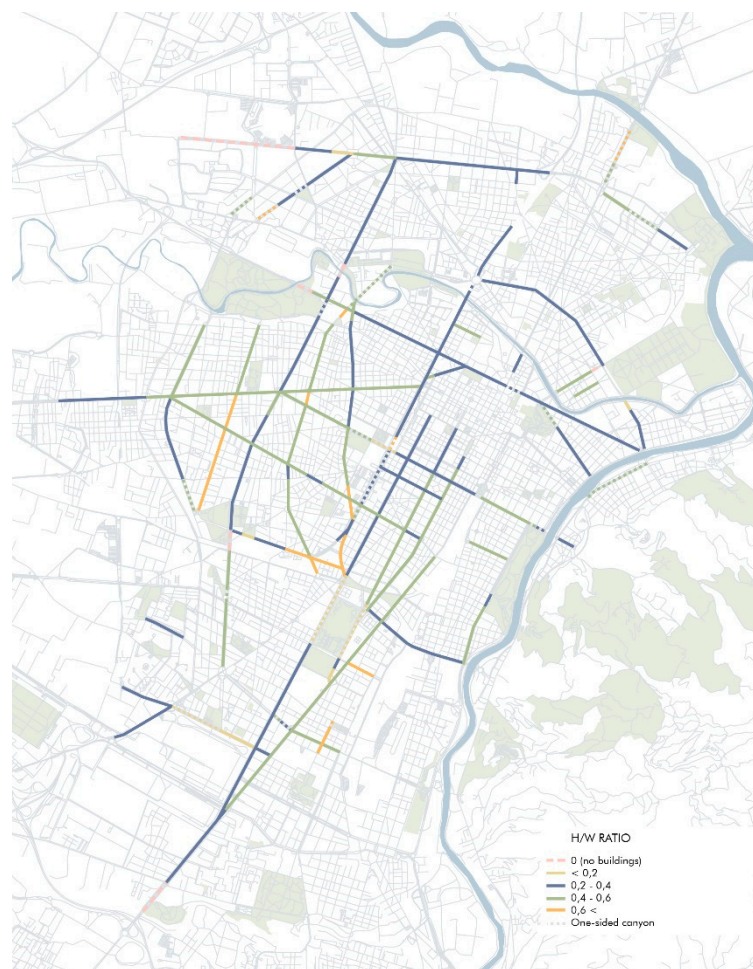 H/W RATIO
0 (no buildings)
< 0,2
0,2 - 0,4
0,4 - 0,6
0,6 <
One-sided canyon